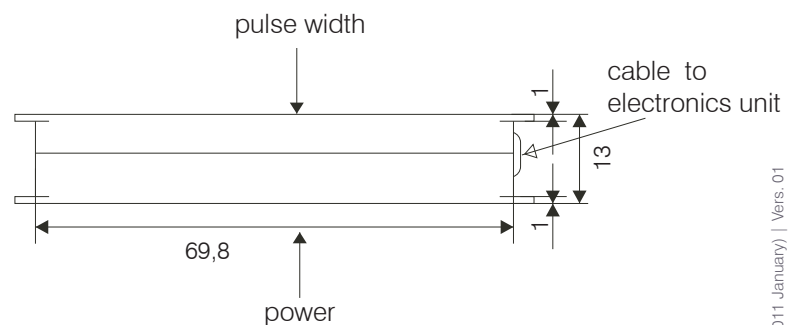 pulse width
cable to
electronics unit
1
13
1
69,8
power
011 January) | Vers. 01